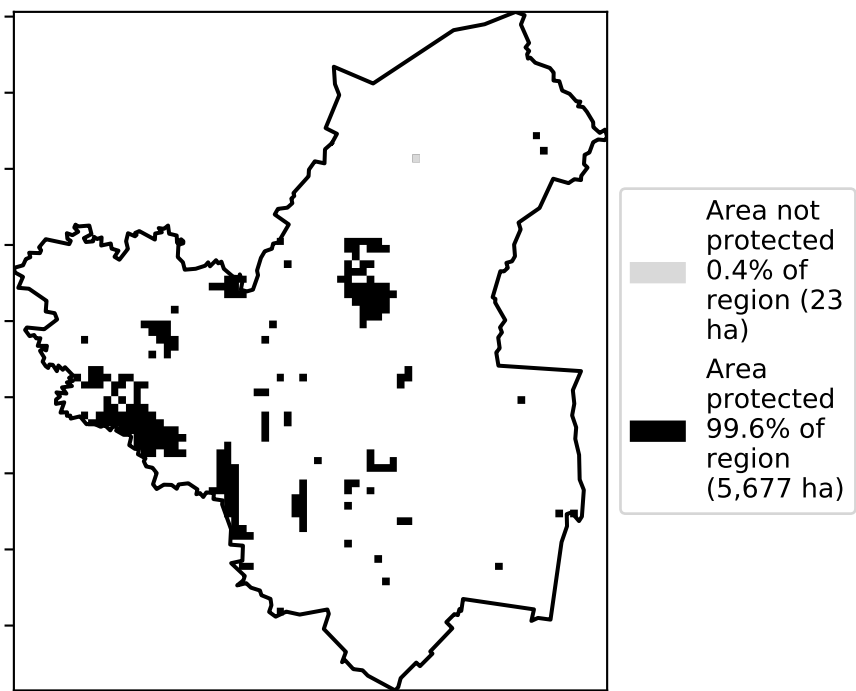 Area not
protected
0.4% of
region (23
ha)
Area
protected
99.6% of
region
(5,677 ha)